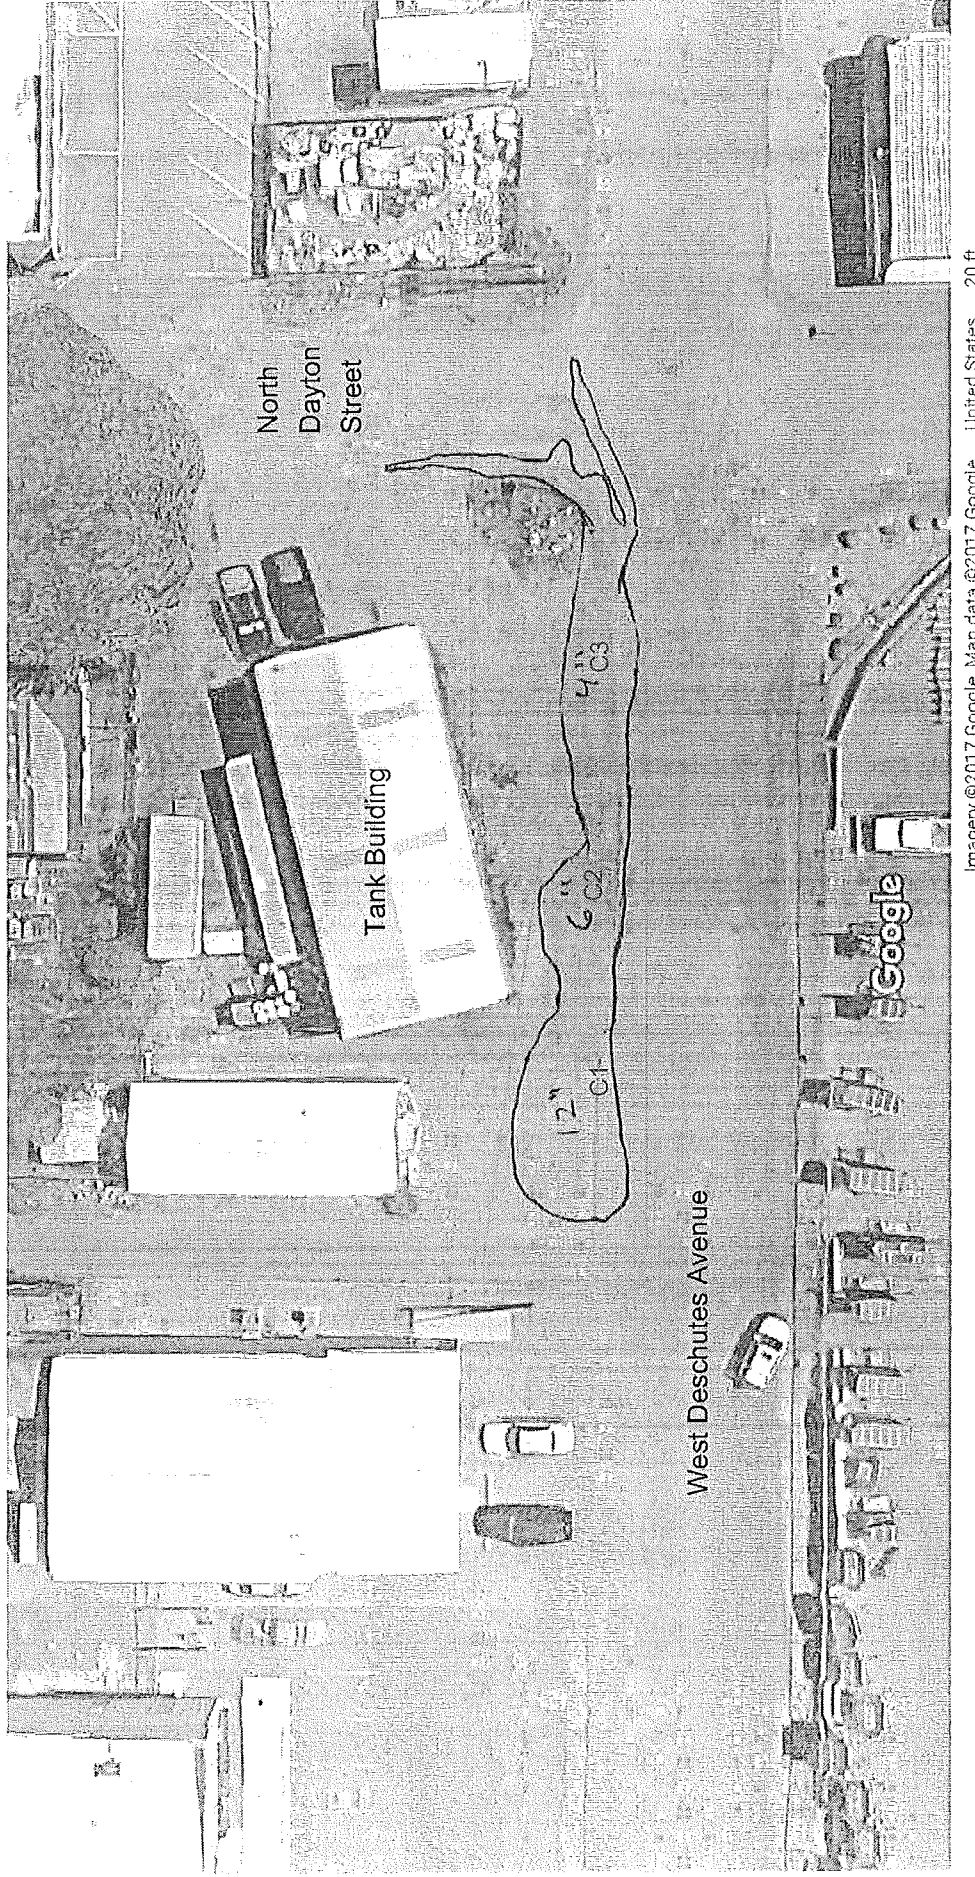 North
Dayton
Street
Tank Building
12"
C1-
6"
C2
4"
C3
West Deschutes Avenue
Google
Imagery ©2017 Google, Map data ©2017 Google United States 20 ft